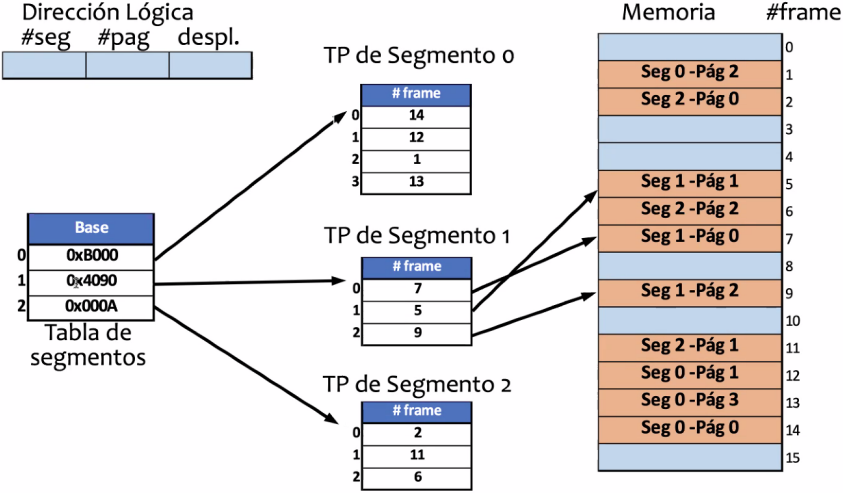 Dirección Lógica
#seg #pag despl.
TP de Segmento 0
# frame
0 14
1 12
2 1
3 13
Base
0 0xB000
1 0x4090
2 0x000A
Tabla de
segmentos
TP de Segmento 1
# frame
0 7
1 5
2 9
TP de Segmento 2
# frame
0 2
1 11
2 6
Memoria #frame
0
Seg 0 -Pág 2 1
Seg 2 -Pág 0 2
3
4
Seg 1 -Pág 1 5
Seg 2 -Pág 2 6
Seg 1 -Pág 0 7
8
Seg 1 -Pág 2 9
10
Seg 2 -Pág 1 11
Seg 0 -Pág 1 12
Seg 0 -Pág 3 13
Seg 0 -Pág 0 14
15